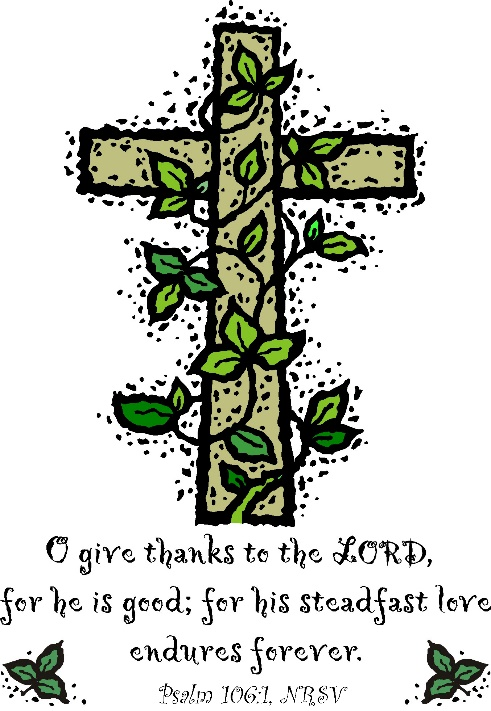 O give thanks to the LORD,
for he is good; for his steadfast love
endures forever.
Psalm 106:1, NRSV